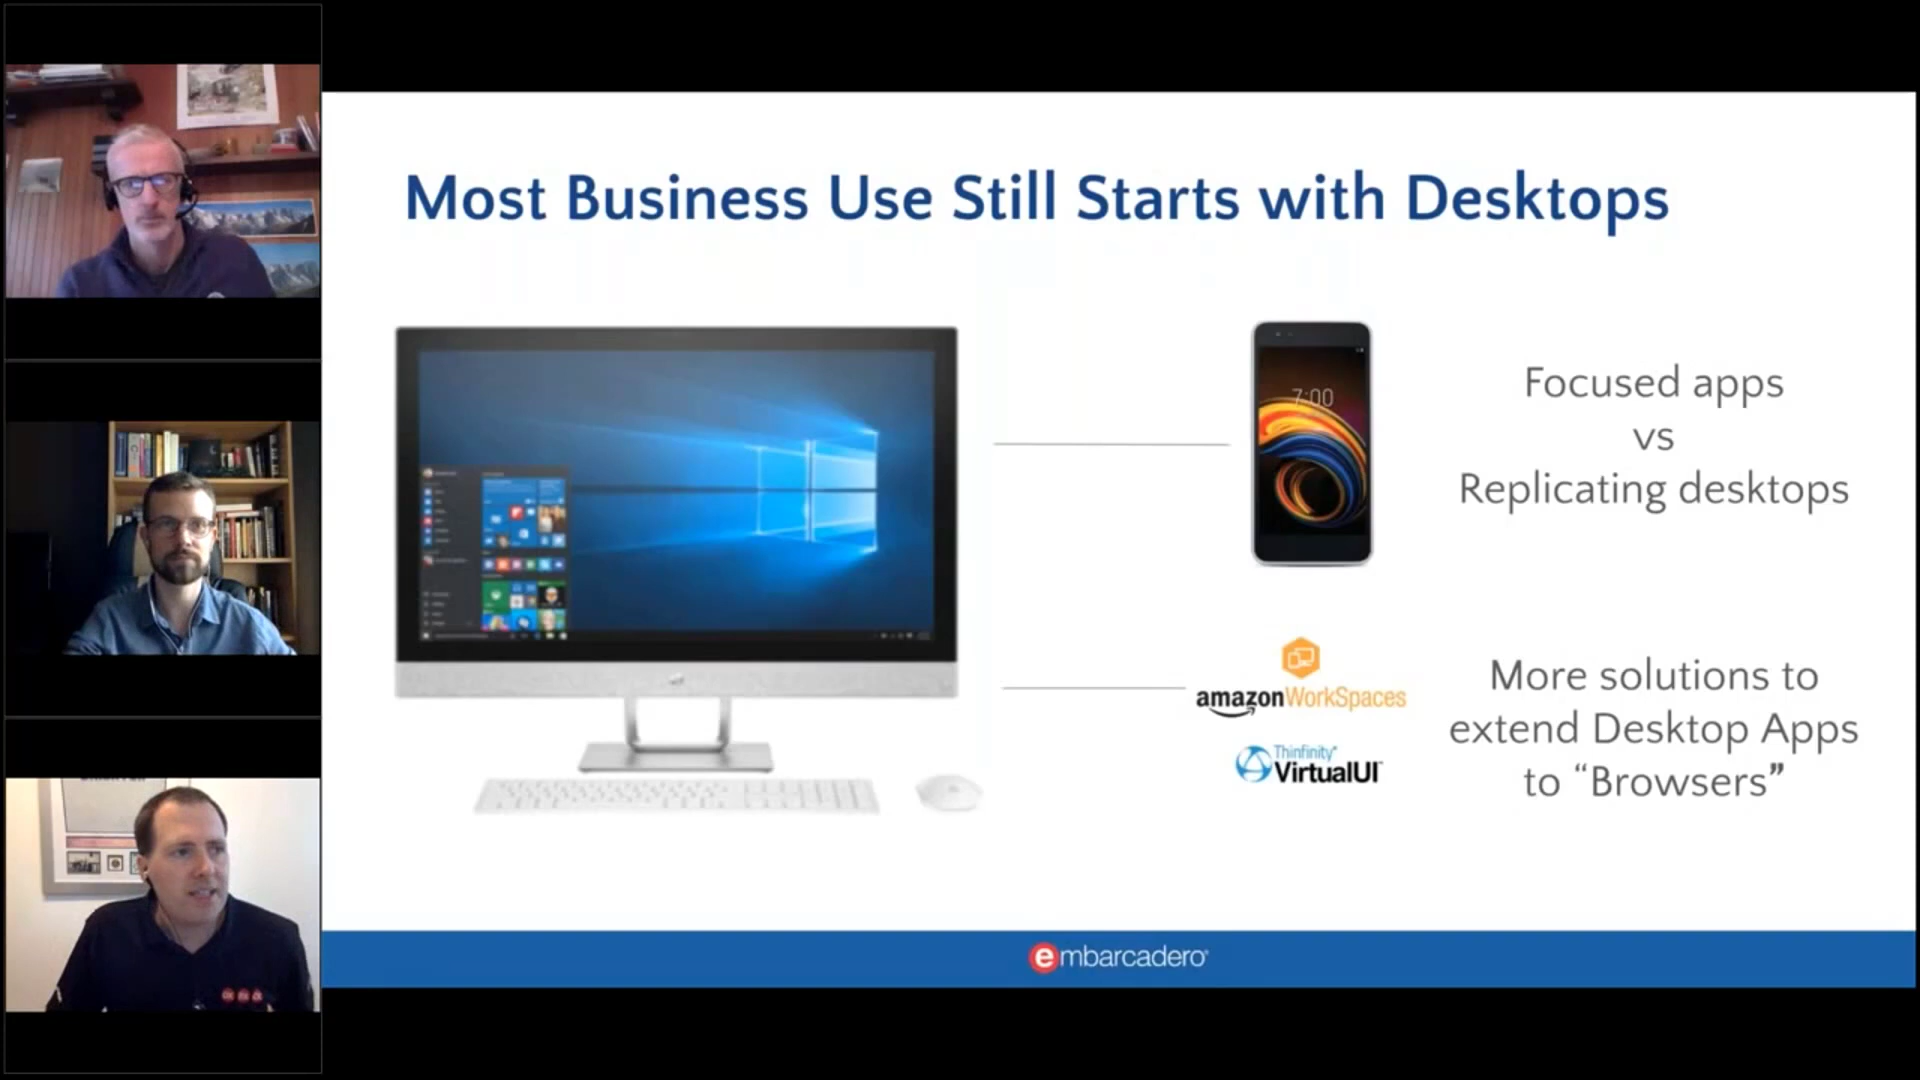 Most Business Use Still Starts with Desktops
7:00
Focused apps
vs
Replicating desktops
amazon WorkSpaces
Thinfinity®
VirtualUI™
More solutions to
extend Desktop Apps
to “Browsers”
embarcadero®